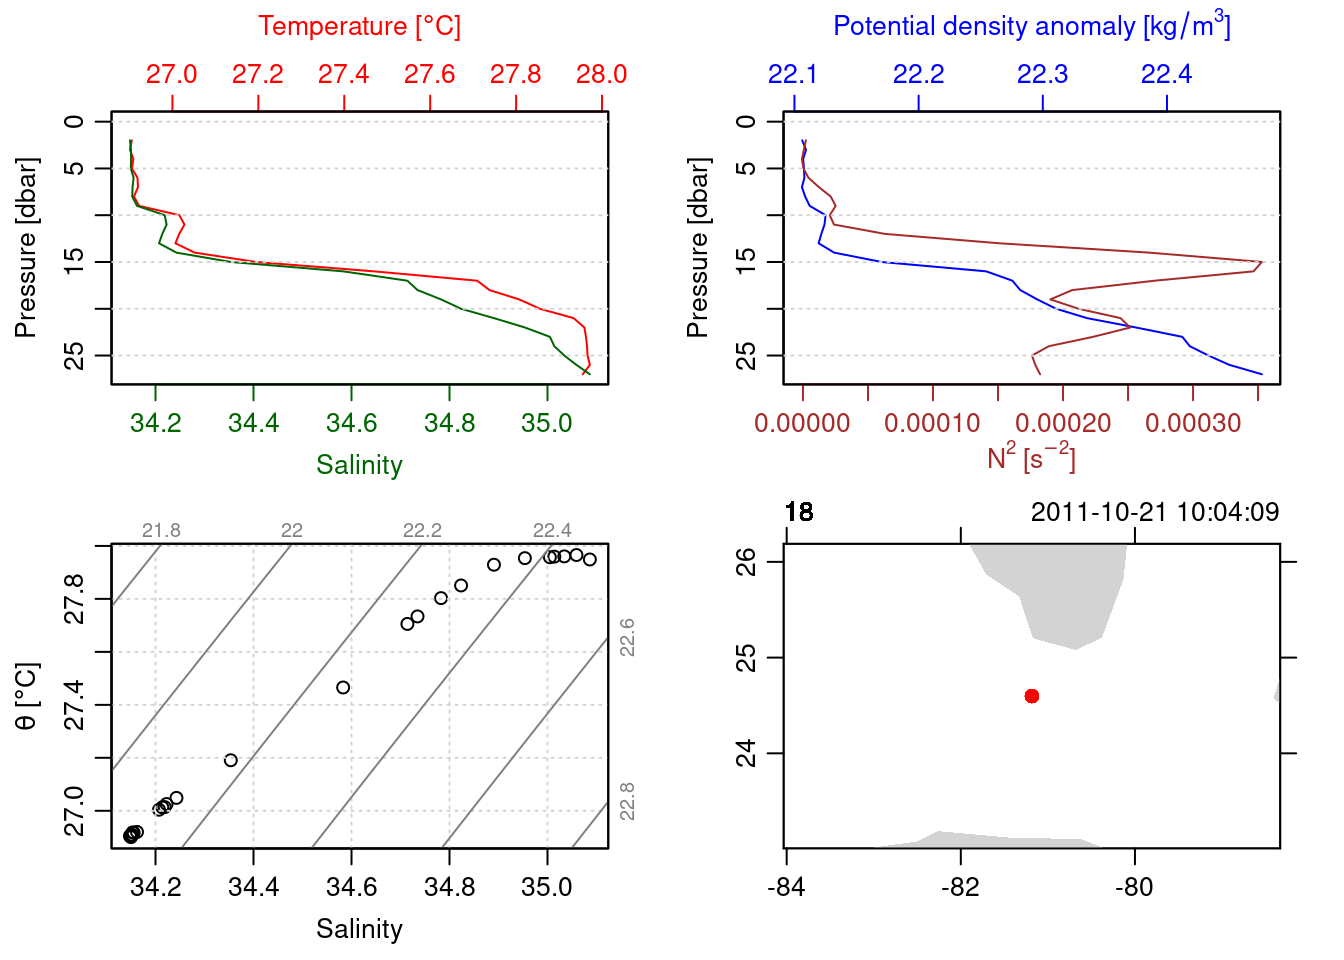 Temperature [°C]
27.0 27.2 27.4 27.6 27.8 28.0
Pressure [dbar]
0
5
15
25
34.2 34.4 34.6 34.8 35.0
Salinity
Potential density anomaly [kg/m³]
22.1 22.2 22.3 22.4
Pressure [dbar]
0
5
15
25
0.00000 0.00010 0.00020 0.00030
N² [s⁻²]
21.8 22 22.2 22.4
22.6
22.8
θ [°C]
27.8
27.4
27.0
34.2 34.4 34.6 34.8 35.0
Salinity
18 2011-10-21 10:04:09
26
25
24
-84 -82 -80